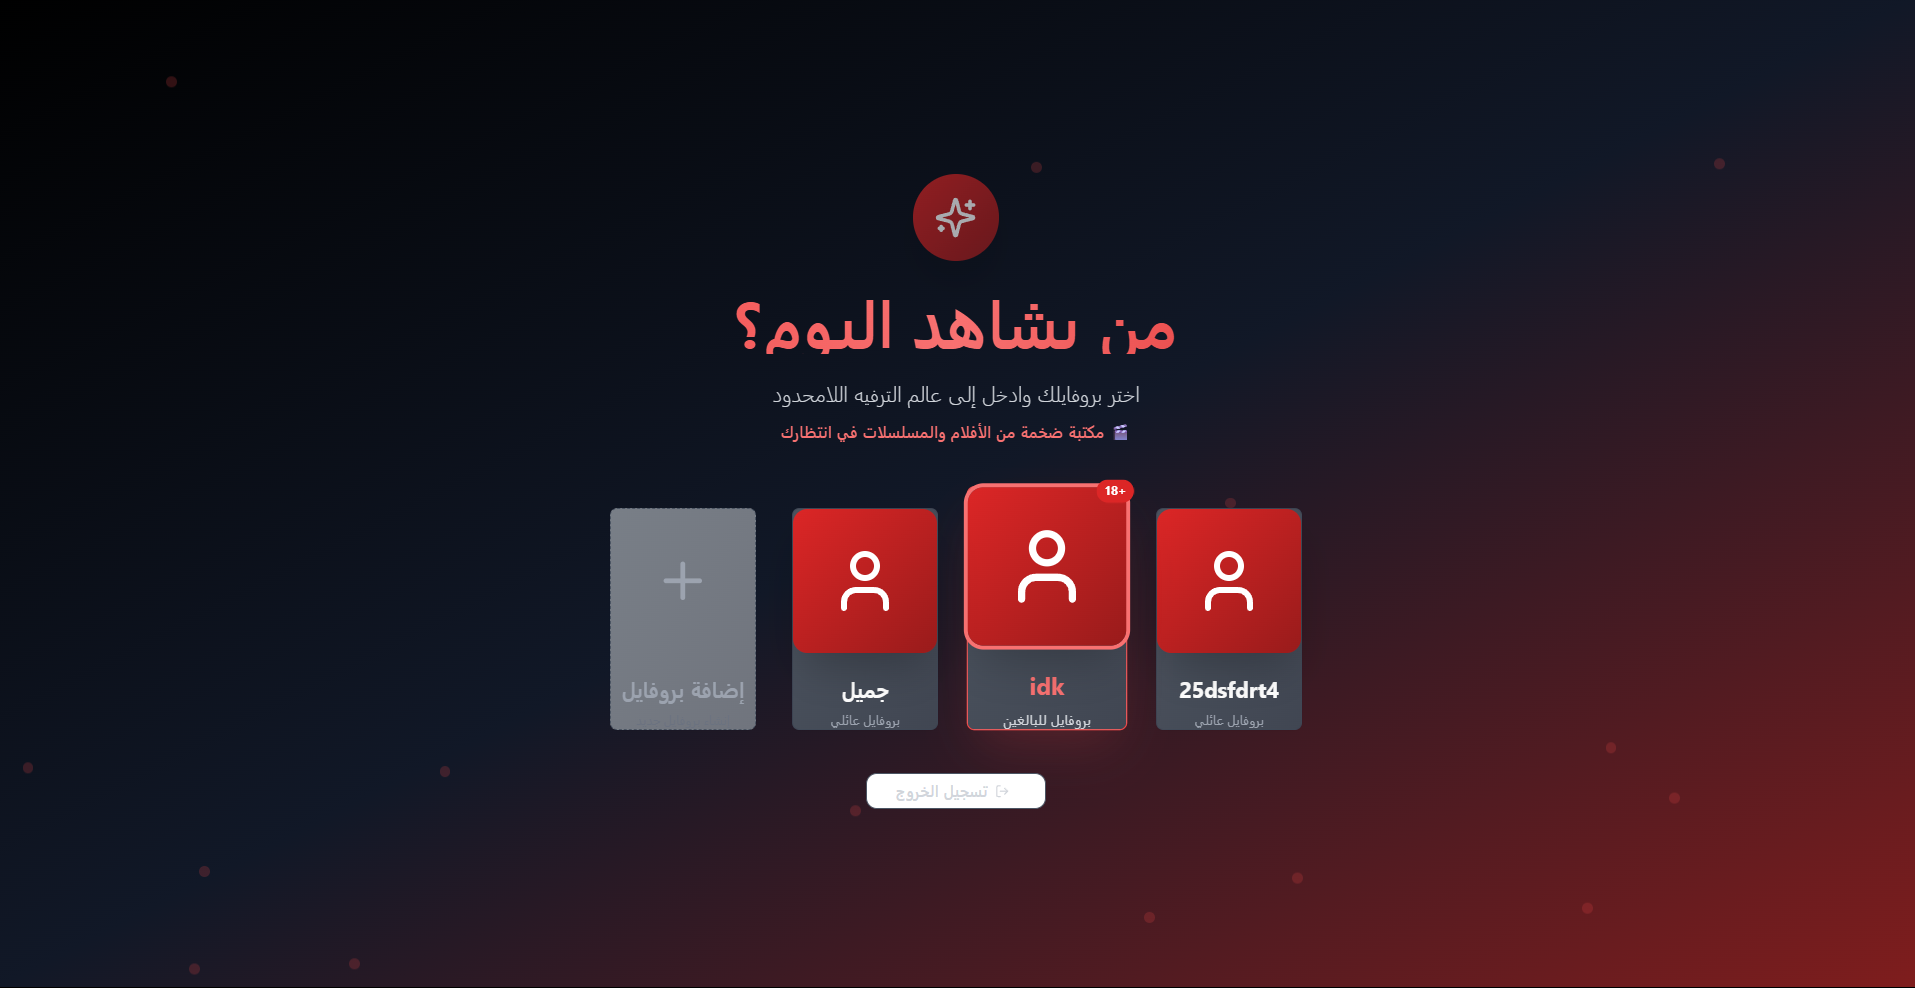 من يشاهد اليوم؟
اختر بروفايلك وادخل إلى عالم الترفيه اللامحدود
🎬 مكتبة ضخمة من الأفلام والمسلسلات في انتظارك
18+
25dsfdrt4
بروفايل عائلي
idk
بروفايل للبالغين
جميل
بروفايل عائلي
إضافة بروفايل
تسجيل الخروج